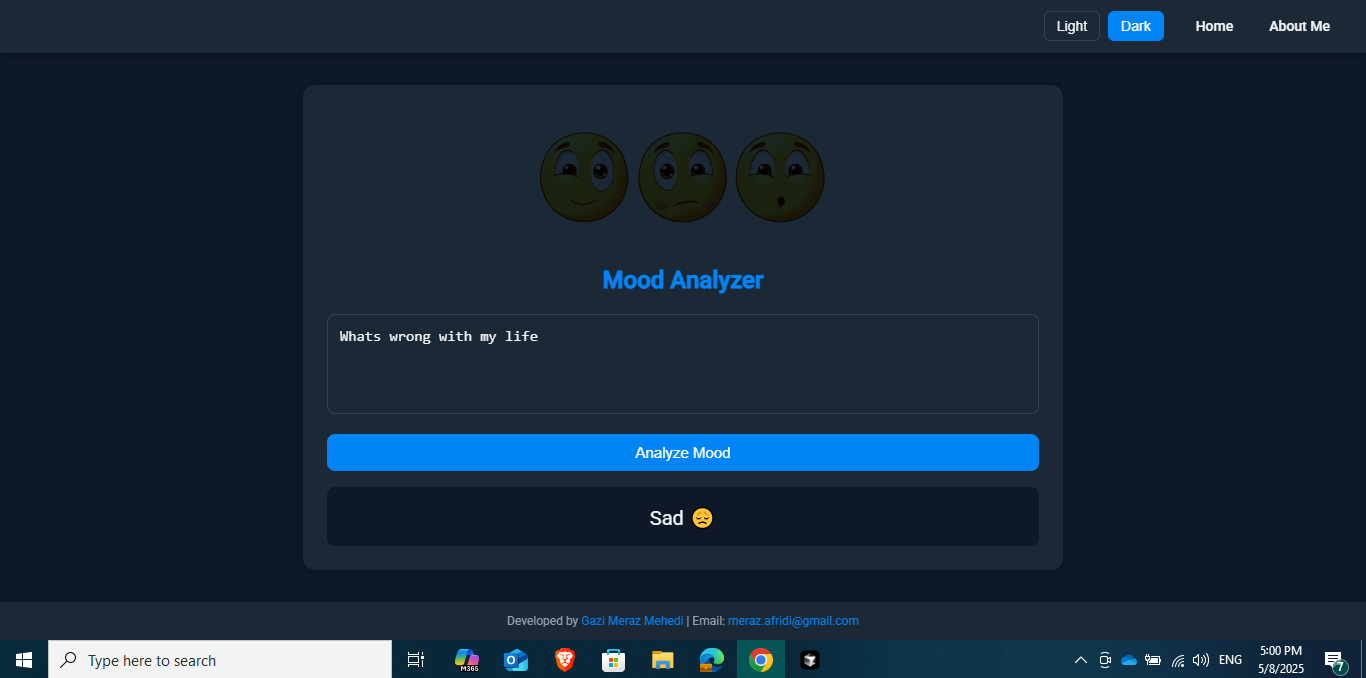 Light Dark Home About Me
Mood Analyzer
Whats wrong with my life
Analyze Mood
Sad 😞
Developed by Gazi Meraz Mehedi | Email: meraz.afridi@gmail.com
Type here to search
M365
ENG
5:00 PM
5/8/2025
7